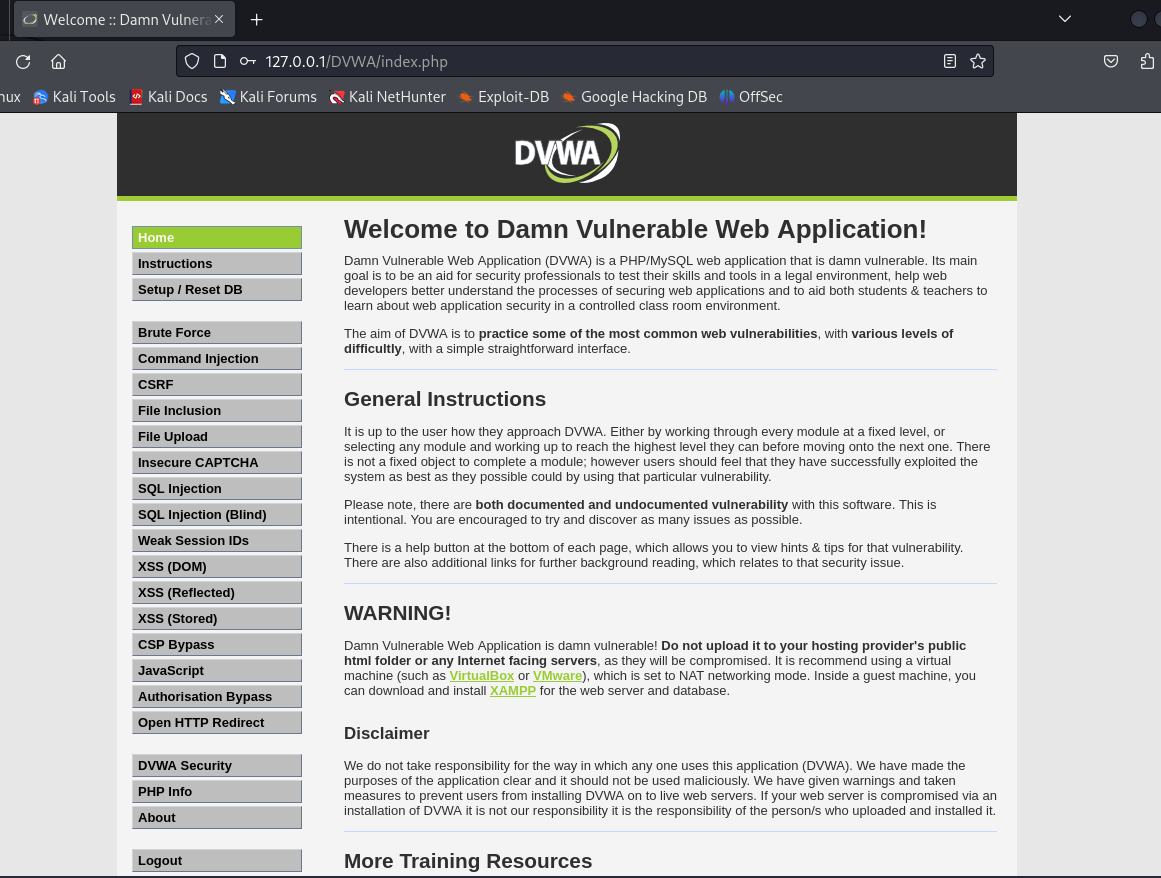 Welcome :: Damn Vulnera
127.0.0.1/DVWA/index.php
nux Kali Tools Kali Docs Kali Forums Kali NetHunter Exploit-DB Google Hacking DB OffSec
DVWA
Home
Instructions
Setup / Reset DB
Brute Force
Command Injection
CSRF
File Inclusion
File Upload
Insecure CAPTCHA
SQL Injection
SQL Injection (Blind)
Weak Session IDs
XSS (DOM)
XSS (Reflected)
XSS (Stored)
CSP Bypass
JavaScript
Authorisation Bypass
Open HTTP Redirect
DVWA Security
PHP Info
About
Logout
Welcome to Damn Vulnerable Web Application!
Damn Vulnerable Web Application (DVWA) is a PHP/MySQL web application that is damn vulnerable. Its main
goal is to be an aid for security professionals to test their skills and tools in a legal environment, help web
developers better understand the processes of securing web applications and to aid both students & teachers to
learn about web application security in a controlled class room environment.
The aim of DVWA is to practice some of the most common web vulnerabilities, with various levels of
difficultly, with a simple straightforward interface.
General Instructions
It is up to the user how they approach DVWA. Either by working through every module at a fixed level, or
selecting any module and working up to reach the highest level they can before moving onto the next one. There
is not a fixed object to complete a module; however users should feel that they have successfully exploited the
system as best as they possible could by using that particular vulnerability.
Please note, there are both documented and undocumented vulnerability with this software. This is
intentional. You are encouraged to try and discover as many issues as possible.
There is a help button at the bottom of each page, which allows you to view hints & tips for that vulnerability.
There are also additional links for further background reading, which relates to that security issue.
WARNING!
Damn Vulnerable Web Application is damn vulnerable! Do not upload it to your hosting provider's public
html folder or any Internet facing servers, as they will be compromised. It is recommend using a virtual
machine (such as VirtualBox or VMware), which is set to NAT networking mode. Inside a guest machine, you
can download and install XAMPP for the web server and database.
Disclaimer
We do not take responsibility for the way in which any one uses this application (DVWA). We have made the
purposes of the application clear and it should not be used maliciously. We have given warnings and taken
measures to prevent users from installing DVWA on to live web servers. If your web server is compromised via an
installation of DVWA it is not our responsibility it is the responsibility of the person/s who uploaded and installed it.
More Training Resources